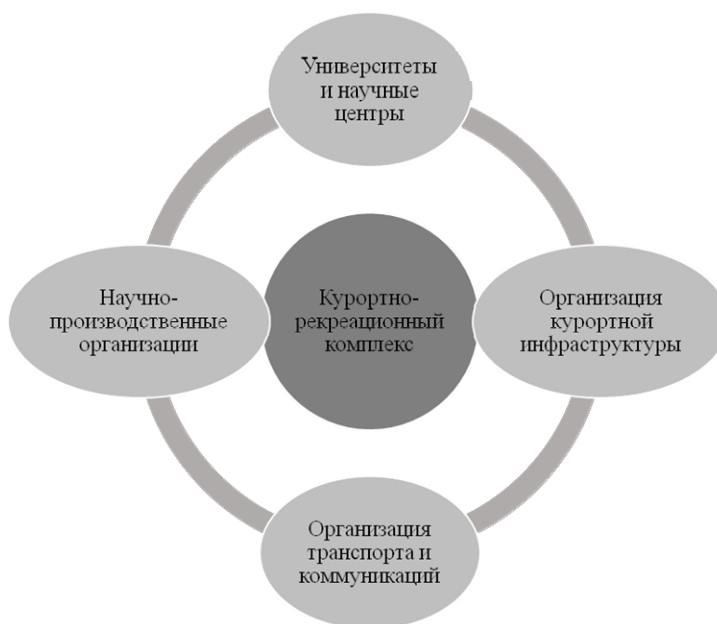 Университеты
и научные
центры
Научно-
производственные
организации
Курортно-
рекреационный
комплекс
Организация
курортной
инфраструктуры
Организация
транспорта и
коммуникаций